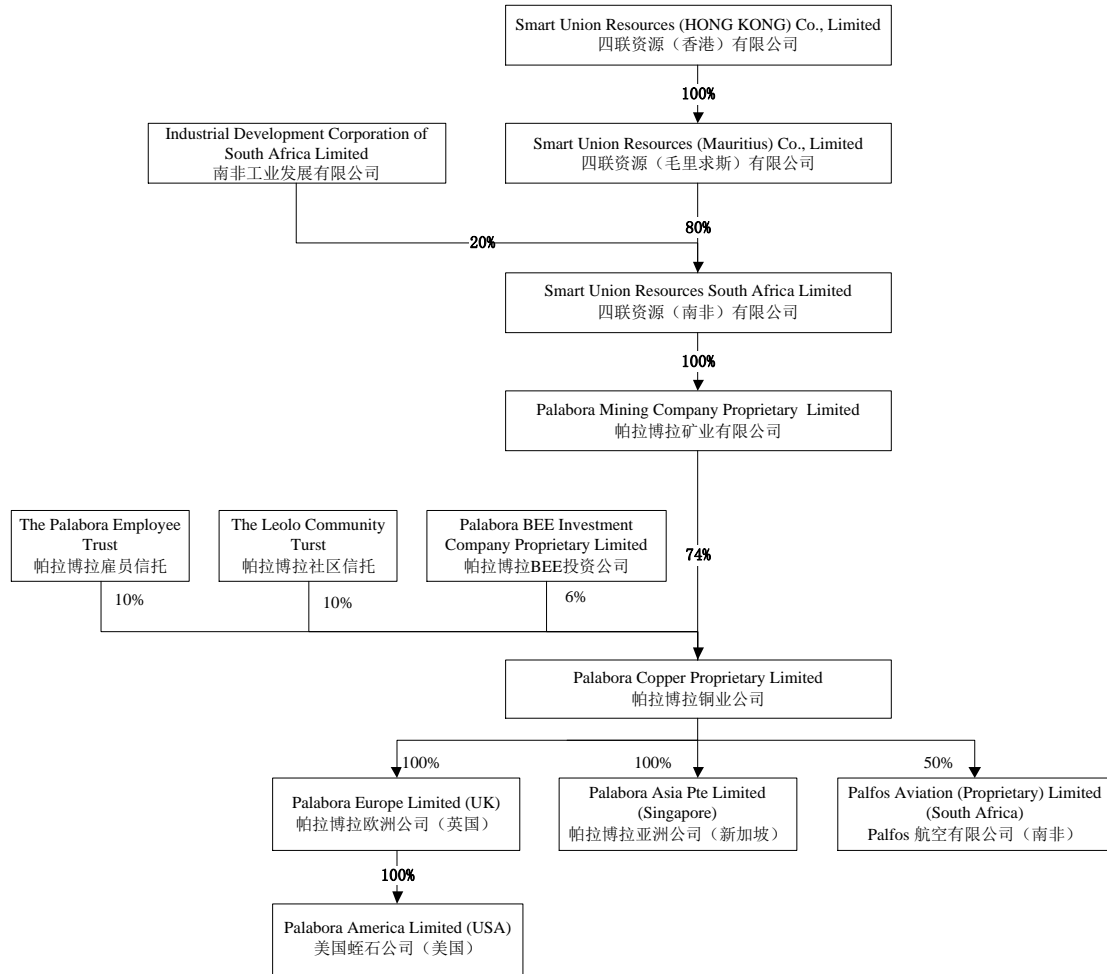 Smart Union Resources (HONG KONG) Co., Limited
四联资源（香港）有限公司
100%
Industrial Development Corporation of
South Africa Limited
南非工业发展有限公司
Smart Union Resources (Mauritius) Co., Limited
四联资源（毛里求斯）有限公司
80%
20%
Smart Union Resources South Africa Limited
四联资源（南非）有限公司
100%
Palabora Mining Company Proprietary Limited
帕拉博拉矿业有限公司
The Palabora Employee
Trust
帕拉博拉雇员信托
The Leolo Community
Turst
帕拉博拉社区信托
Palabora BEE Investment
Company Proprietary Limited
帕拉博拉BEE投资公司
74%
10%
10%
6%
Palabora Copper Proprietary Limited
帕拉博拉铜业公司
100%
100%
50%
Palabora Europe Limited (UK)
帕拉博拉欧洲公司（英国）
Palabora Asia Pte Limited
(Singapore)
帕拉博拉亚洲公司（新加坡）
Palfos Aviation (Proprietary) Limited
(South Africa)
Palfos 航空有限公司（南非）
100%
Palabora America Limited (USA)
美国蛭石公司（美国）